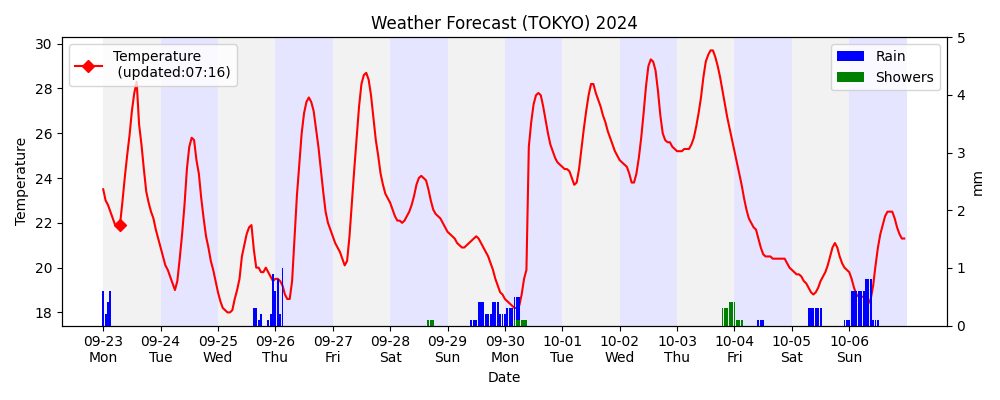 Weather Forecast (TOKYO) 2024
Temperature
(updated:07:16)
Rain
Showers
30
28
26
24
22
20
18
Temperature
5
4
3
2
1
0
mm
09-23 09-24 09-25 09-26 09-27 09-28 09-29 09-30 10-01 10-02 10-03 10-04 10-05 10-06
Mon Tue Wed Thu Fri Sat Sun Mon Tue Wed Thu Fri Sat Sun
Date